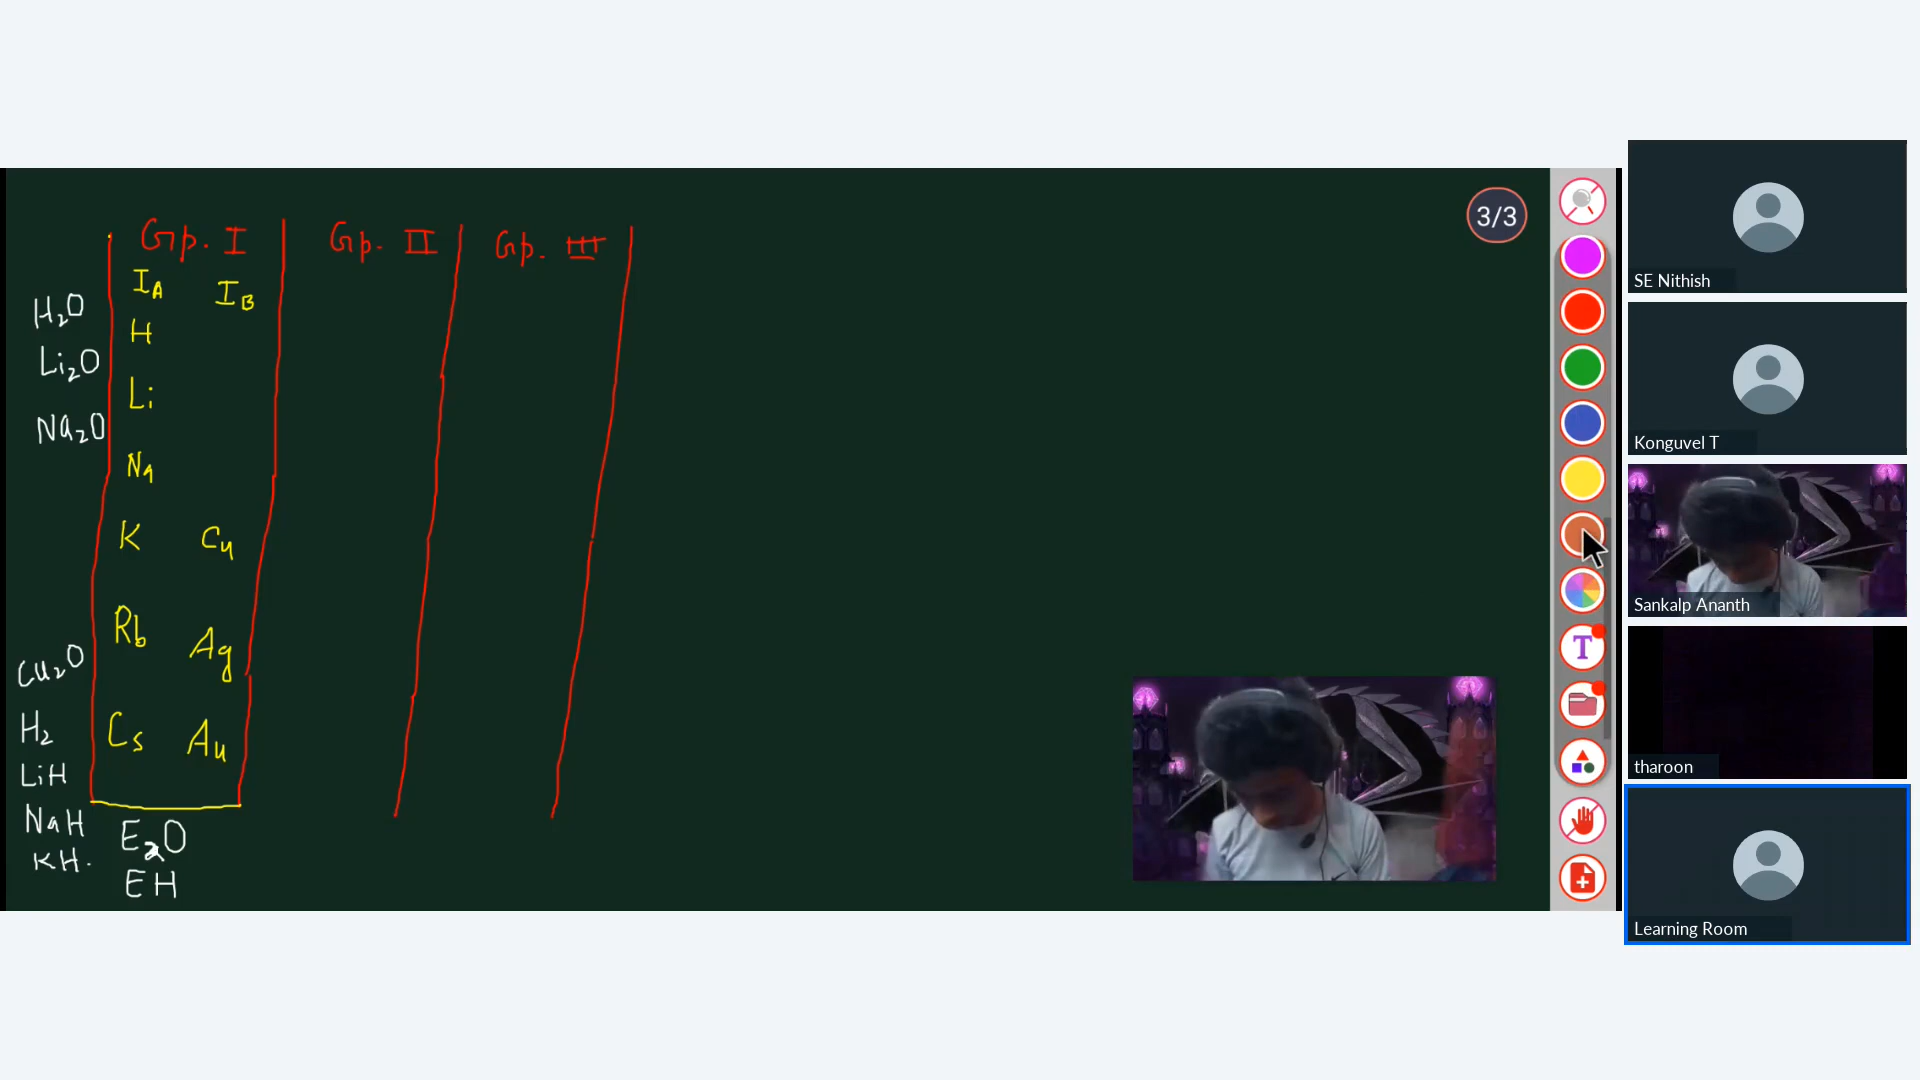 Gp. I Gp. II Gp. III
IA IB
H₂O H
Li₂O Li
Na₂O Na
K Cu
Rb Ag
Cu₂O
H₂ Cs Au
LiH
NaH E₂O
KH. EH
3/3
T
SE Nithish
Konguvel T
Sankalp Ananth
tharoon
Learning Room